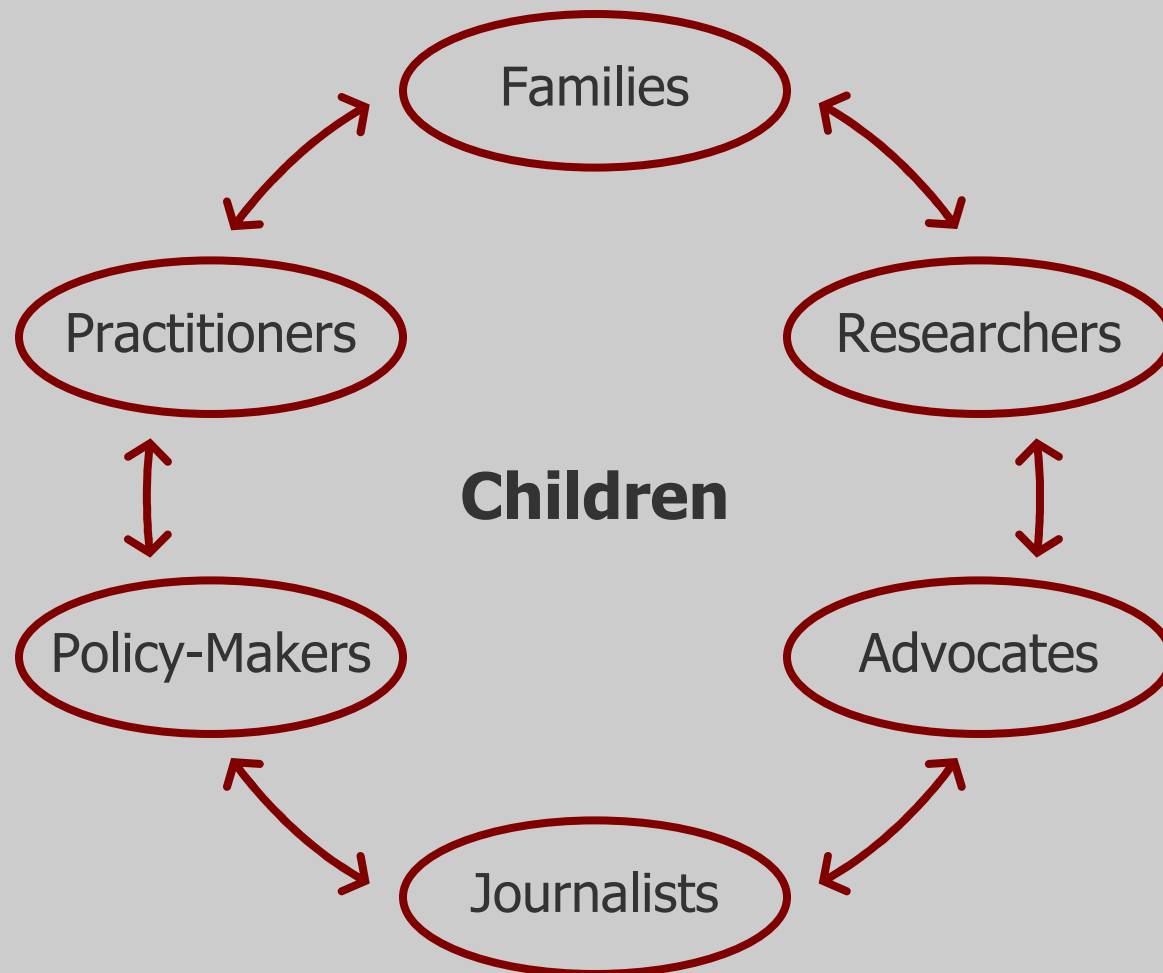 Families
Practitioners
Researchers
Children
Policy-Makers
Advocates
Journalists